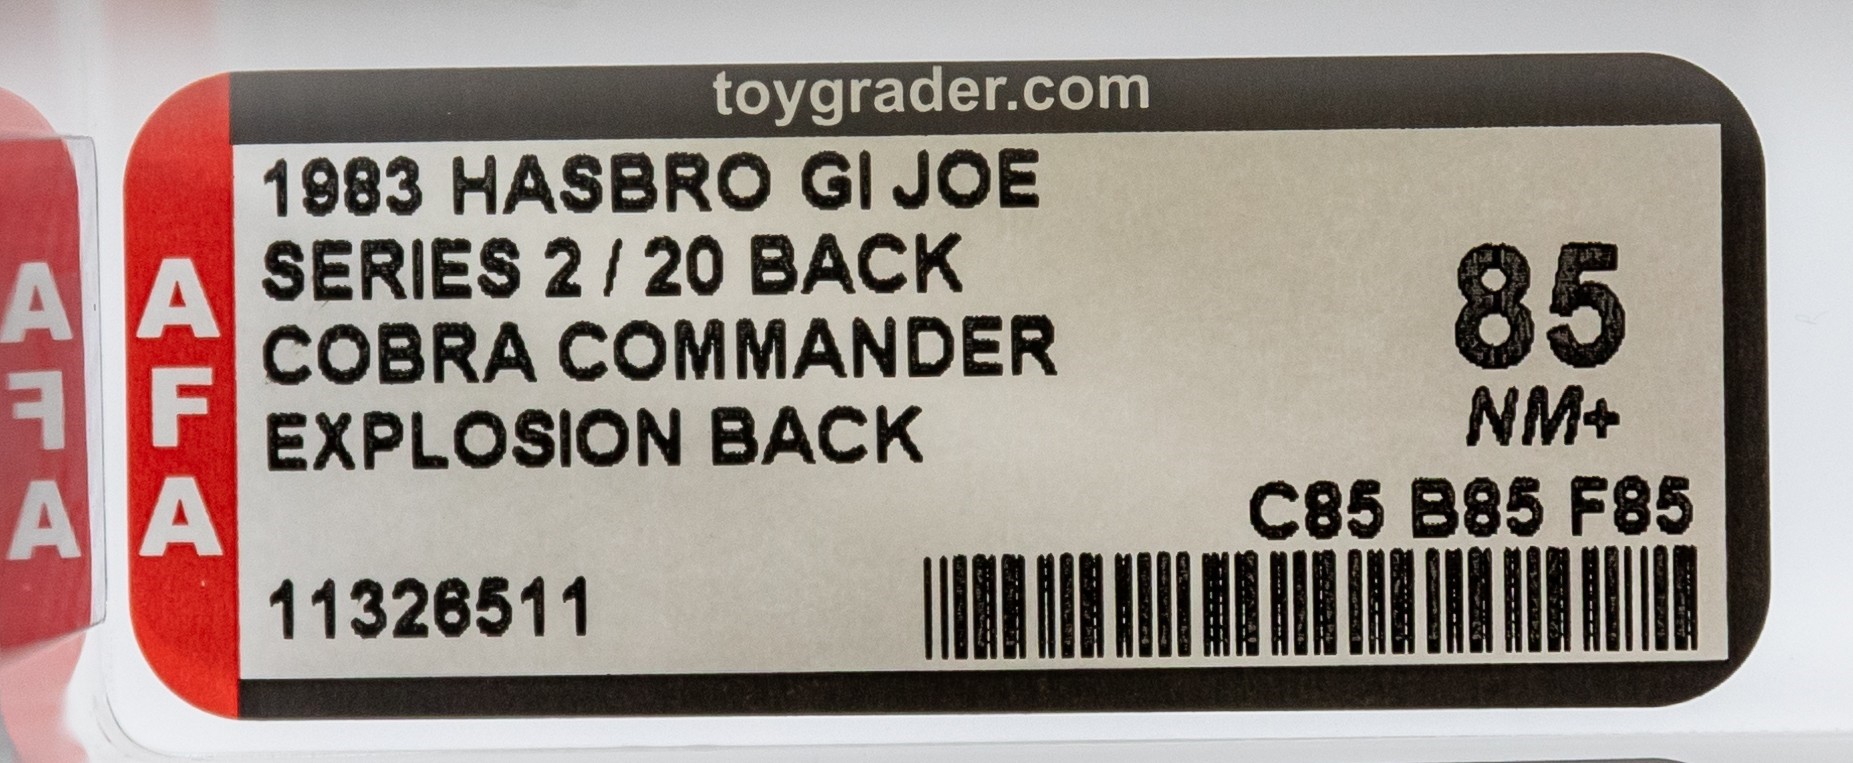 toygrader.com
AFA
1983 HASBRO GI JOE
SERIES 2 / 20 BACK
COBRA COMMANDER
EXPLOSION BACK
85
NM+
C85 B85 F85
11326511
AFA